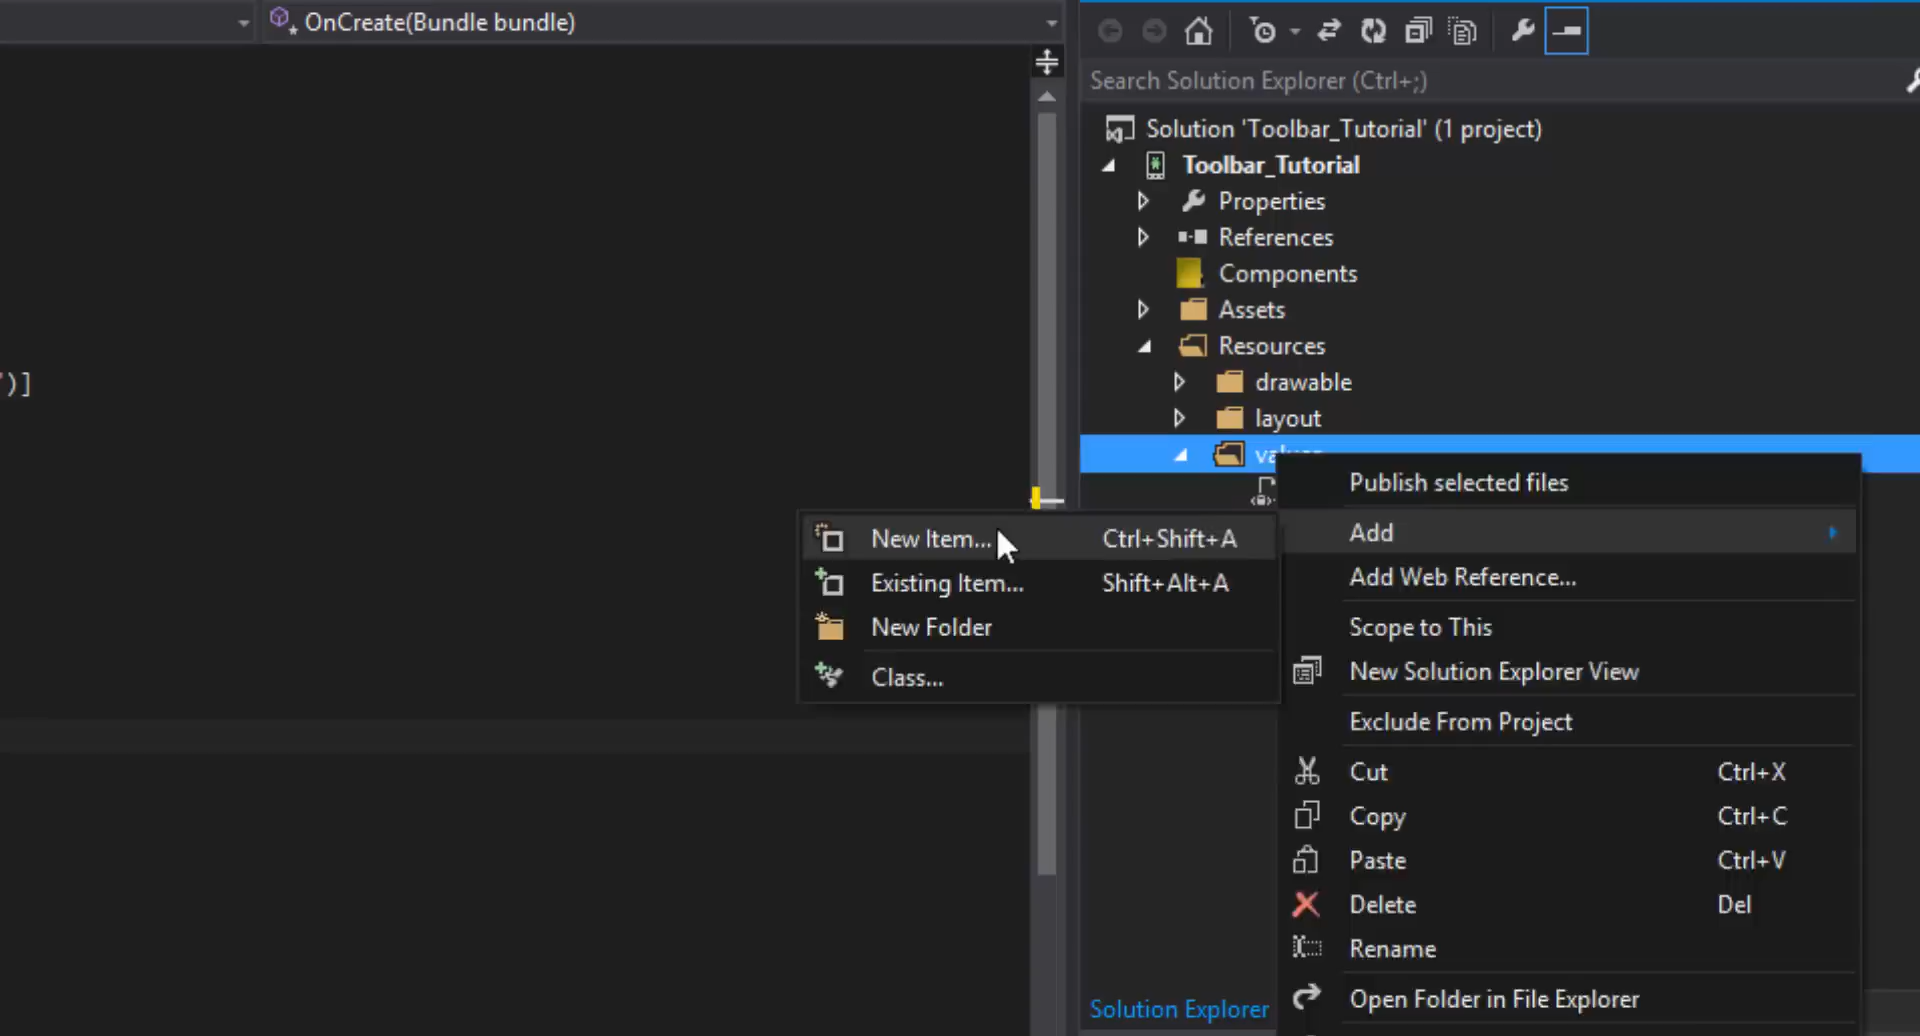 OnCreate(Bundle bundle)
Search Solution Explorer (Ctrl+;)
Solution 'Toolbar_Tutorial' (1 project)
Toolbar_Tutorial
Properties
References
Components
Assets
Resources
drawable
layout
')]
Publish selected files
Add
Add Web Reference...
Scope to This
New Solution Explorer View
Exclude From Project
Cut Ctrl+X
Copy Ctrl+C
Paste Ctrl+V
Delete Del
Rename
Open Folder in File Explorer
New Item... Ctrl+Shift+A
Existing Item... Shift+Alt+A
New Folder
Class...
Solution Explorer